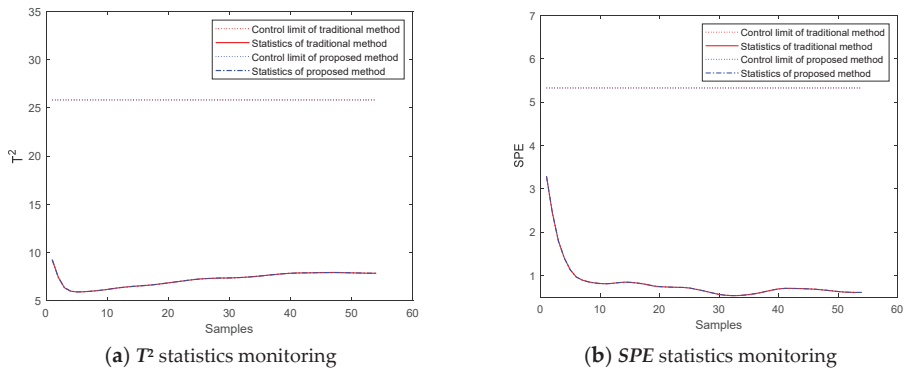 35
30
25
20
15
10
5
T²
0
10
20
30
40
50
60
Samples
Control limit of traditional method
Statistics of traditional method
Control limit of proposed method
Statistics of proposed method
(a) T² statistics monitoring
7
6
5
4
3
2
1
SPE
0
10
20
30
40
50
60
Samples
Control limit of traditional method
Statistics of traditional method
Control limit of proposed method
Statistics of proposed method
(b) SPE statistics monitoring